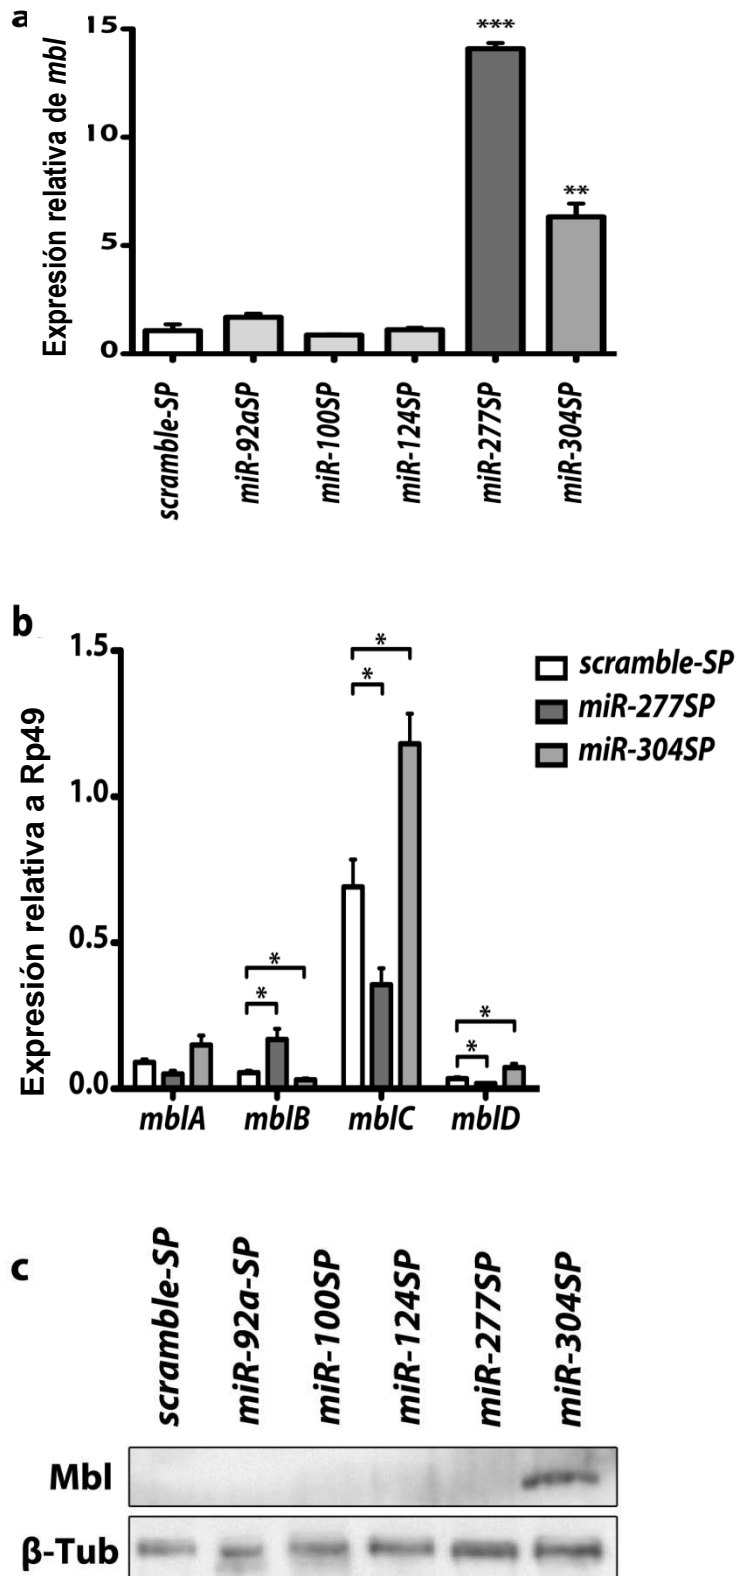 a
Expresión relativa de mbl
15
10
5
0
***
**
scramble-SP
miR-92aSP
miR-100SP
miR-124SP
miR-277SP
miR-304SP
b
Expresión relativa a Rp49
1.5
1.0
0.5
0.0
*
*
*
*
*
*
scramble-SP
miR-277SP
miR-304SP
mblA
mblB
mblC
mblD
c
scramble-SP
miR-92a-SP
miR-100SP
miR-124SP
miR-277SP
miR-304SP
Mbl
β-Tub